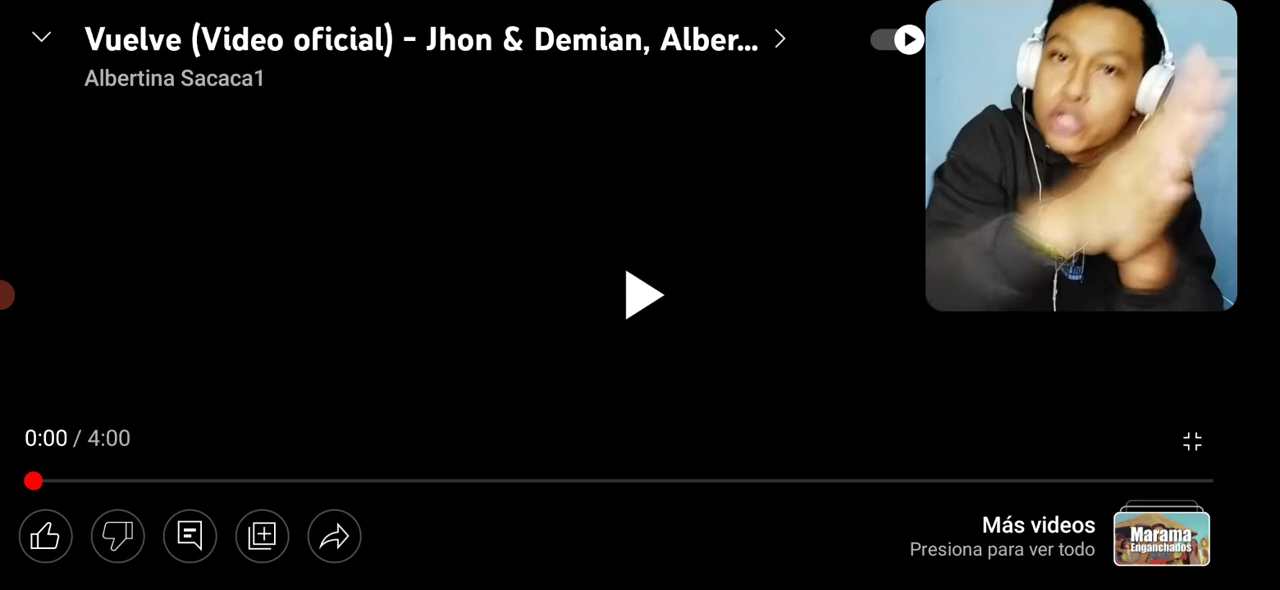 Vuelve (Video oficial) - Jhon & Demian, Alber...
Albertina Sacaca1
0:00 / 4:00
Más videos
Presiona para ver todo
Marama
Enganchados